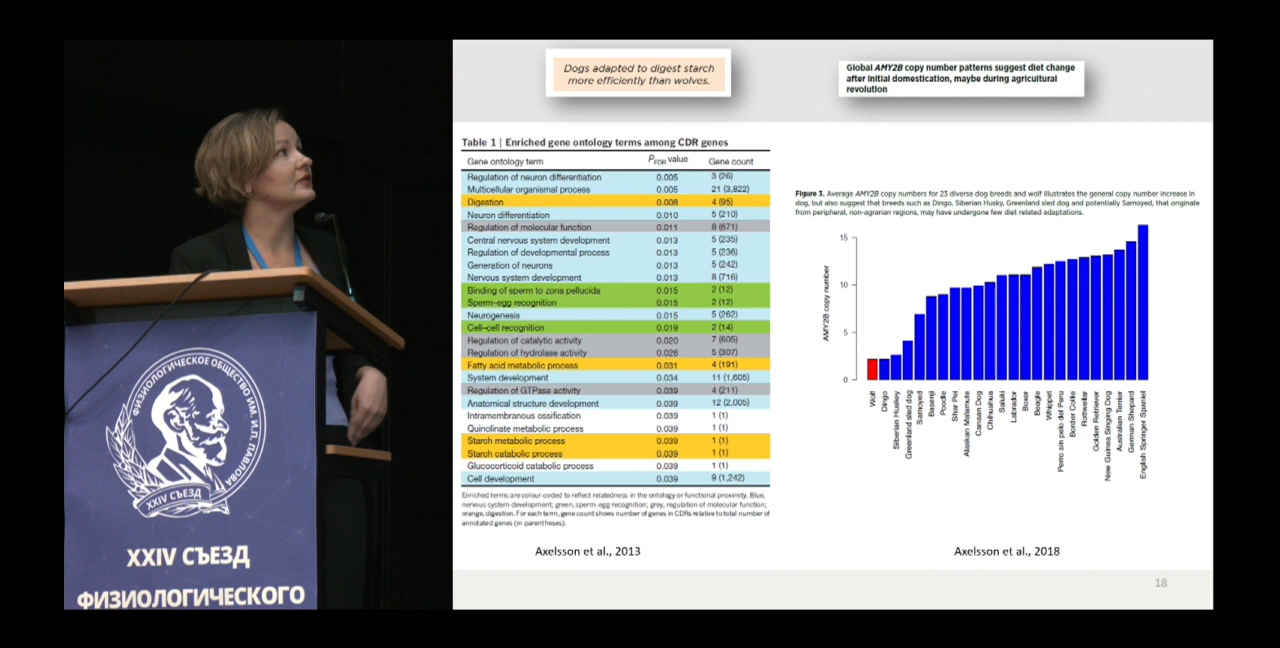 Dogs adapted to digest starch
more efficiently than wolves.
Global AMY2B copy number patterns suggest diet change
after initial domestication, maybe during agricultural
revolution
Table 1 | Enriched gene ontology terms among CDR genes
Gene ontology term PFDR value Gene count
Regulation of neuron differentiation 0.005 3 (26)
Multicellular organismal process 0.005 21 (3,822)
Digestion 0.008 4 (95)
Neuron differentiation 0.010 5 (210)
Regulation of molecular function 0.011 8 (671)
Central nervous system development 0.013 5 (235)
Regulation of developmental process 0.013 5 (236)
Generation of neurons 0.013 5 (242)
Nervous system development 0.013 8 (716)
Binding of sperm to zona pellucida 0.015 2 (12)
Sperm–egg recognition 0.015 2 (12)
Neurogenesis 0.015 5 (262)
Cell–cell recognition 0.019 2 (14)
Regulation of catalytic activity 0.020 7 (605)
Regulation of hydrolase activity 0.026 5 (307)
Fatty acid metabolic process 0.031 4 (191)
System development 0.034 11 (1,605)
Regulation of GTPase activity 0.039 4 (211)
Anatomical structure development 0.039 12 (2,005)
Intramembranous ossification 0.039 1 (1)
Quinolinate metabolic process 0.039 1 (1)
Starch metabolic process 0.039 1 (1)
Starch catabolic process 0.039 1 (1)
Glucocorticoid catabolic process 0.039 1 (1)
Cell development 0.039 9 (1,242)
Enriched terms are colour-coded to reflect relatedness in the ontology or functional proximity. Blue,
nervous system development; green, sperm–egg recognition; grey, regulation of molecular function;
orange, digestion. For each term, gene count shows number of genes in CDRs relative to total number of
annotated genes (in parentheses).
Axelsson et al., 2013
Figure 3. Average AMY2B copy numbers for 23 diverse dog breeds and wolf illustrates the general copy number increase in
dog, but also suggest that breeds such as Dingo, Siberian Husky, Greenland sled dog and potentially Samoyed, that originate
from peripheral, non-agrarian regions, may have undergone few diet related adaptations.
AMY2B copy number
15
10
5
0
Wolf
Dingo
Siberian Huskey
Greenland sled dog
Samoyed
Basenji
Poodle
Shar Pei
Alaskan Malamute
Canaan Dog
Chihuahua
Saluki
Labrador
Boxer
Beagle
Whippet
Perro sin pelo del Peru
Border Collie
Rottweiler
Golden Retriever
New Guinea Singing Dog
Australian Terrier
German Shepard
English Springer Spaniel
Axelsson et al., 2018
18
ФИЗИОЛОГИЧЕСКОЕ ОБЩЕСТВО ИМ. И.П. ПАВЛОВА
XXIV СЪЕЗД
XXIV СЪЕЗД
ФИЗИОЛОГИЧЕСКОГО